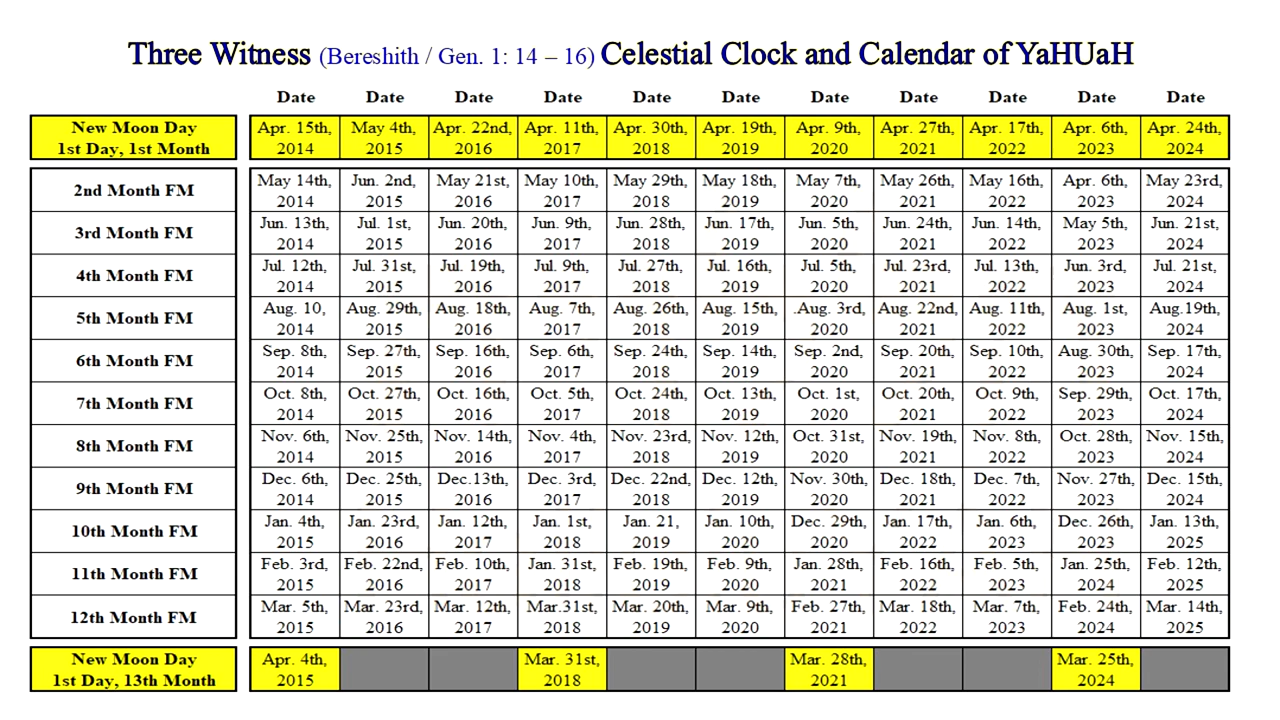 Three Witness (Bereshith / Gen. 1: 14 – 16) Celestial Clock and Calendar of YaHUaH
Date Date Date Date Date Date Date Date Date Date Date
New Moon Day
1st Day, 1st Month
Apr. 15th, May 4th, Apr. 22nd, Apr. 11th, Apr. 30th, Apr. 19th, Apr. 9th, Apr. 27th, Apr. 17th, Apr. 6th, Apr. 24th,
2014 2015 2016 2017 2018 2019 2020 2021 2022 2023 2024
2nd Month FM
May 14th, Jun. 2nd, May 21st, May 10th, May 29th, May 18th, May 7th, May 26th, May 16th, Apr. 6th, May 23rd,
2014 2015 2016 2017 2018 2019 2020 2021 2022 2023 2024
3rd Month FM
Jun. 13th, Jul. 1st, Jun. 20th, Jun. 9th, Jun. 28th, Jun. 17th, Jun. 5th, Jun. 24th, Jun. 14th, May 5th, Jun. 21st,
2014 2015 2016 2017 2018 2019 2020 2021 2022 2023 2024
4th Month FM
Jul. 12th, Jul. 31st, Jul. 19th, Jul. 9th, Jul. 27th, Jul. 16th, Jul. 5th, Jul. 23rd, Jul. 13th, Jun. 3rd, Jul. 21st,
2014 2015 2016 2017 2018 2019 2020 2021 2022 2023 2024
5th Month FM
Aug. 10, Aug. 29th, Aug. 18th, Aug. 7th, Aug. 26th, Aug. 15th, .Aug. 3rd, Aug. 22nd, Aug. 11th, Aug. 1st, Aug.19th,
2014 2015 2016 2017 2018 2019 2020 2021 2022 2023 2024
6th Month FM
Sep. 8th, Sep. 27th, Sep. 16th, Sep. 6th, Sep. 24th, Sep. 14th, Sep. 2nd, Sep. 20th, Sep. 10th, Aug. 30th, Sep. 17th,
2014 2015 2016 2017 2018 2019 2020 2021 2022 2023 2024
7th Month FM
Oct. 8th, Oct. 27th, Oct. 16th, Oct. 5th, Oct. 24th, Oct. 13th, Oct. 1st, Oct. 20th, Oct. 9th, Sep. 29th, Oct. 17th,
2014 2015 2016 2017 2018 2019 2020 2021 2022 2023 2024
8th Month FM
Nov. 6th, Nov. 25th, Nov. 14th, Nov. 4th, Nov. 23rd, Nov. 12th, Oct. 31st, Nov. 19th, Nov. 8th, Oct. 28th, Nov. 15th,
2014 2015 2016 2017 2018 2019 2020 2021 2022 2023 2024
9th Month FM
Dec. 6th, Dec. 25th, Dec.13th, Dec. 3rd, Dec. 22nd, Dec. 12th, Nov. 30th, Dec. 18th, Dec. 7th, Nov. 27th, Dec. 15th,
2014 2015 2016 2017 2018 2019 2020 2021 2022 2023 2024
10th Month FM
Jan. 4th, Jan. 23rd, Jan. 12th, Jan. 1st, Jan. 21, Jan. 10th, Dec. 29th, Jan. 17th, Jan. 6th, Dec. 26th, Jan. 13th,
2015 2016 2017 2018 2019 2020 2020 2022 2023 2023 2025
11th Month FM
Feb. 3rd, Feb. 22nd, Feb. 10th, Jan. 31st, Feb. 19th, Feb. 9th, Jan. 28th, Feb. 16th, Feb. 5th, Jan. 25th, Feb. 12th,
2015 2016 2017 2018 2019 2020 2021 2022 2023 2024 2025
12th Month FM
Mar. 5th, Mar. 23rd, Mar. 12th, Mar.31st, Mar. 20th, Mar. 9th, Feb. 27th, Mar. 18th, Mar. 7th, Feb. 24th, Mar. 14th,
2015 2016 2017 2018 2019 2020 2021 2022 2023 2024 2025
New Moon Day
1st Day, 13th Month
Apr. 4th, Mar. 31st, Mar. 28th, Mar. 25th,
2015 2018 2021 2024